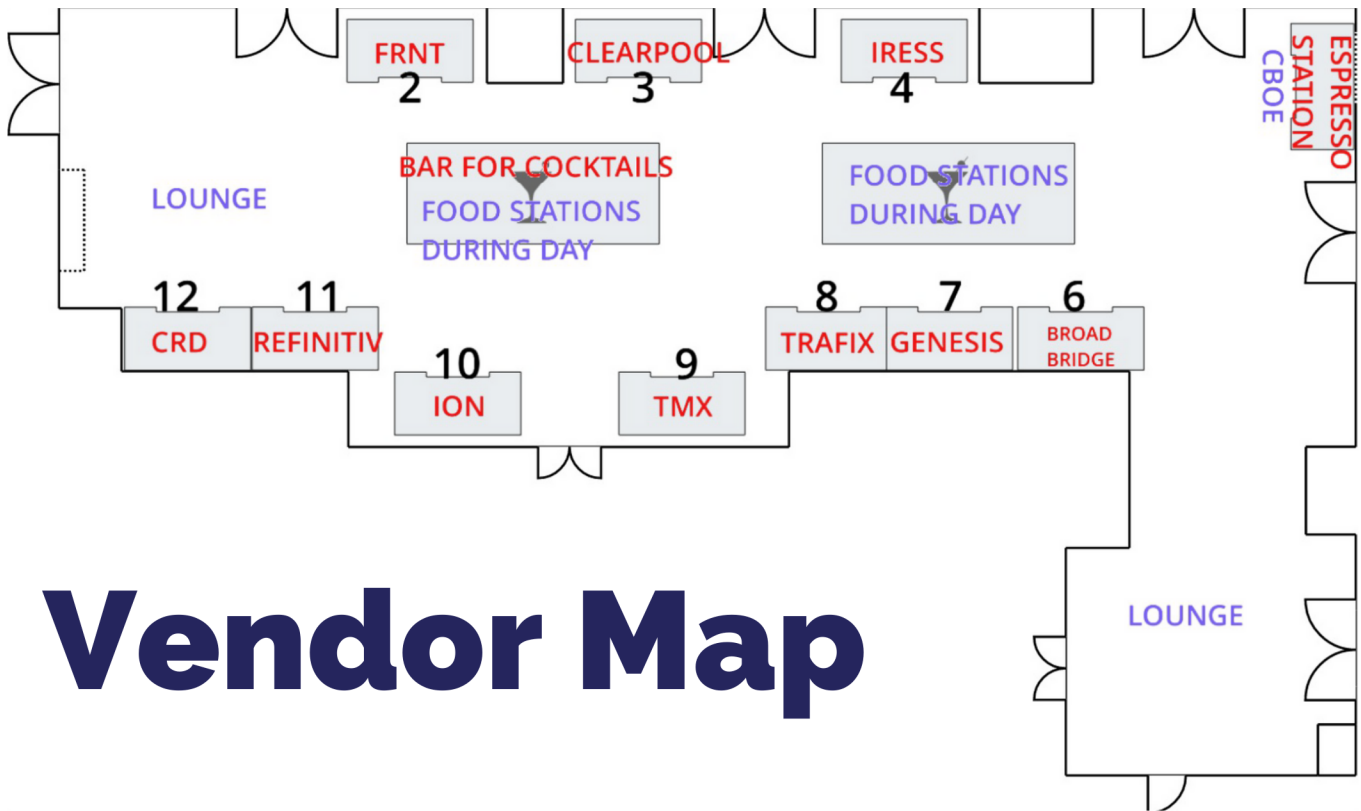 FRNT
2
CLEARPOOL
3
IRESS
4
ESPRESSO
STATION
CBOE
BAR FOR COCKTAILS
FOOD STATIONS
DURING DAY
FOOD STATIONS
DURING DAY
LOUNGE
12
CRD
11
REFINITIV
10
ION
9
TMX
8
TRAFIX
7
GENESIS
6
BROAD
BRIDGE
LOUNGE
Vendor Map